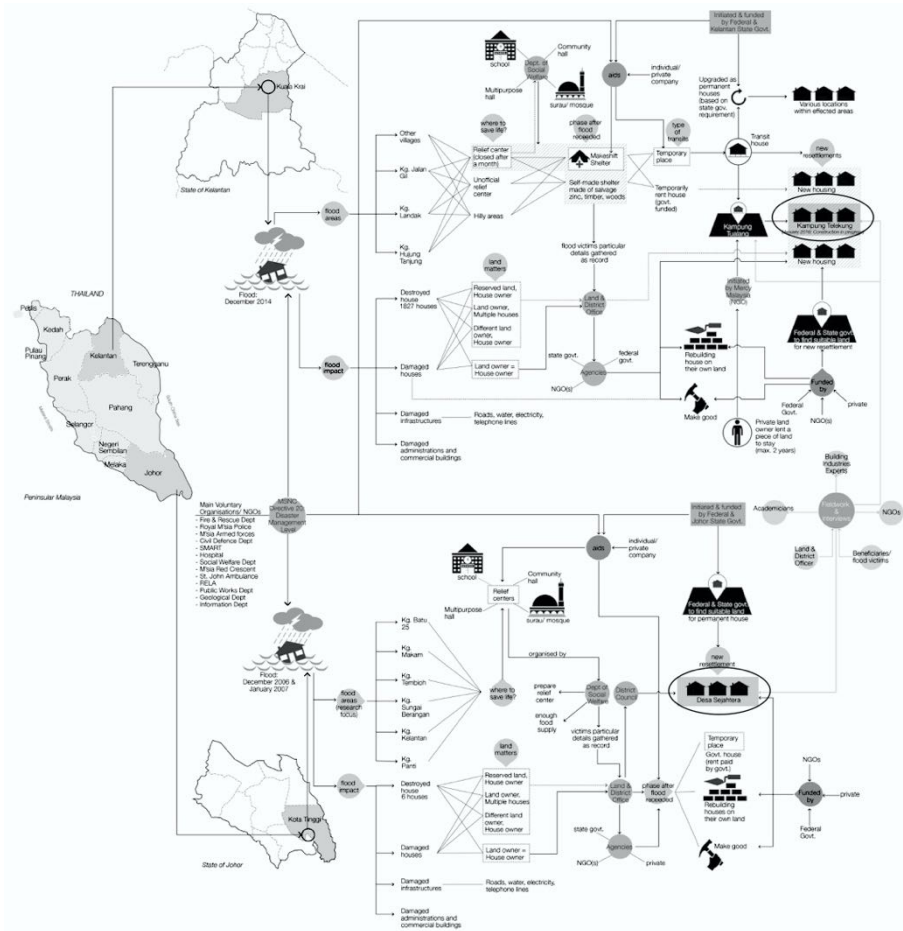 Kuala Krai
State of Kelantan
THAILAND
Perlis
Kedah
Pulau
Pinang
Kelantan
Terengganu
Perak
Pahang
Selangor
Negeri
Sembilan
Melaka
Johor
Peninsular Malaysia
Flood:
December 2014
flood
areas
Other
villages
Kg. Jalan
Gil
Kg.
Landak
Kg.
Hujung
Tanjung
where to
save life?
Relief center
(closed after
a month)
Unofficial
relief
center
Hilly areas
school
Community
hall
Dept. of
Social
Welfare
Multipurpose
hall
surau/ mosque
aids
individual/
private
company
phase after
flood
receeded
Makeshift
Shelter
Self-made shelter
made of salvage
zinc, timber, woods
type of
transits
Temporary
place
Temporarily
rent house
(govt.
funded)
Initiated & funded
by Federal &
Kelantan State Govt.
Upgraded as
permanent
houses
(based on
state gov.
requirement)
Various locations
within effected areas
Transit
house
new
resettlements
New housing
Kampung
Tualang
Kampung Telekung
New housing
flood victims particular
details gathered
as record
Initiated
by Mercy
Malaysia
(NGO)
Federal & State govt.
to find suitable land
for new resettlement
flood
impact
Destroyed
house
1827 houses
Damaged
houses
Damaged
infrastructures
Roads, water, electricity,
telephone lines
Damaged
administrations and
commercial buildings
land
matters
Reserved land,
House owner
Land owner,
Multiple houses
Different land
owner,
House owner
Land owner =
House owner
Land &
District
Office
state govt.
federal
govt.
Agencies
NGO(s)
Rebuilding
house on
their own land
Make good
Funded
by
Federal
Govt.
NGO(s)
private
Private land
owner lent a
piece of land
to stay
(max. 2 years)
Main Voluntary
Organisations/ NGOs
- Fire & Rescue Dept
- Royal M'sia Police
- M'sia Armed forces
- Civil Defence Dept
- SMART
- Hospital
- Social Welfare Dept
- M'sia Red Crescent
- St. John Ambulance
- RELA
- Public Works Dept
- Geological Dept
- Information Dept
Directive 20
Disaster
Management
Level
Building
Industries
Experts
Academicians
Fieldwork &
Interviews
NGOs
Land &
District
Officer
Beneficiaries/
food victims
Initiated & funded
by Federal &
Johor State Govt.
aids
individual/
private
company
school
Community
hall
Relief
centers
Multipurpose
hall
surau/ mosque
Federal & State govt.
to find suitable land
for permanent house
new
resettlement
Desa Sejahtera
Flood:
December 2006 &
January 2007
flood
areas
(research
focus)
Kg. Batu
25
Kg.
Makam
Kg.
Tembioh
Kg.
Sungai
Berangan
Kg.
Kelantan
Kg.
Panti
where to
save life?
organised by
prepare
relief
center
enough
food
supply
Dept of
Social
Welfare
District
Council
victims particular
details gathered
as record
Kota Tinggi
State of Johor
flood
impact
Destroyed
house
6 houses
Damaged
houses
Damaged
infrastructures
Roads, water, electricity,
telephone lines
Damaged
administrations and
commercial buildings
land
matters
Reserved land,
House owner
Land owner,
Multiple houses
Different land
owner,
House owner
Land owner =
House owner
Land &
District
Office
phase after
flood
receeded
state govt.
Agencies
NGO(s)
private
Temporary
place
Govt. house
(rent paid
by govt.)
Rebuilding
houses on
their own land
Make good
NGOs
Funded
by
private
Federal
Govt.